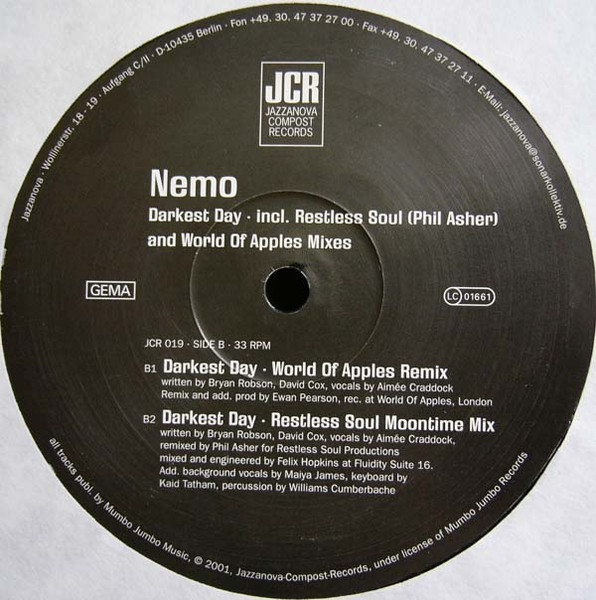 Jazzanova · Wollinerstr. 18 - 19 · Aufgang C/II · D-10435 Berlin · Fon +49. 30. 47 37 27 00 · Fax +49. 30. 47 37 27 11 · E-Mail: jazzanova@sonarkollektiv.de
JCR
JAZZANOVA
COMPOST
RECORDS
Nemo
Darkest Day · incl. Restless Soul (Phil Asher)
and World Of Apples Mixes
GEMA
LC 01661
JCR 019 · SIDE B · 33 RPM
B1 Darkest Day · World Of Apples Remix
written by Bryan Robson, David Cox, vocals by Aimée Craddock
Remix and add. prod by Ewan Pearson, rec. at World Of Apples, London
B2 Darkest Day · Restless Soul Moontime Mix
written by Bryan Robson, David Cox, vocals by Aimée Craddock,
remixed by Phil Asher for Restless Soul Productions
mixed and engineered by Felix Hopkins at Fluidity Suite 16.
Add. background vocals by Maiya James, keyboard by
Kaid Tatham, percussion by Williams Cumberbache
all tracks publ. by Mumbo Jumbo Music, © 2001, Jazzanova-Compost-Records, under license of Mumbo Jumbo Records